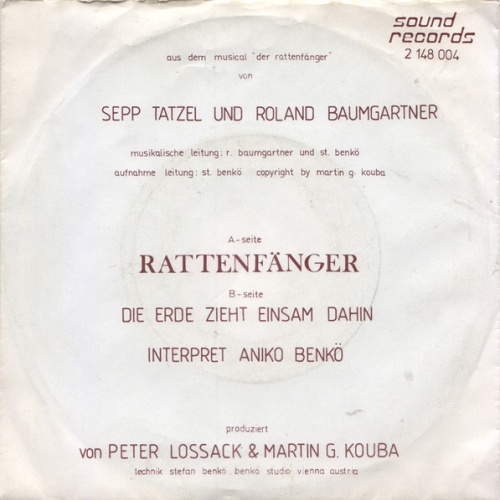 sound
records
2 148 004
aus dem musical "der rattenfänger"
von
SEPP TATZEL UND ROLAND BAUMGARTNER
musikalische leitung: r. baumgartner und st. benkö
aufnahme leitung: st. benkö copyright by martin g. kouba
A-seite
RATTENFÄNGER
B-seite
DIE ERDE ZIEHT EINSAM DAHIN
INTERPRET ANIKO BENKÖ
produziert
von PETER LOSSACK & MARTIN G. KOUBA
technik stefan benkö, benkö studio vienna austria